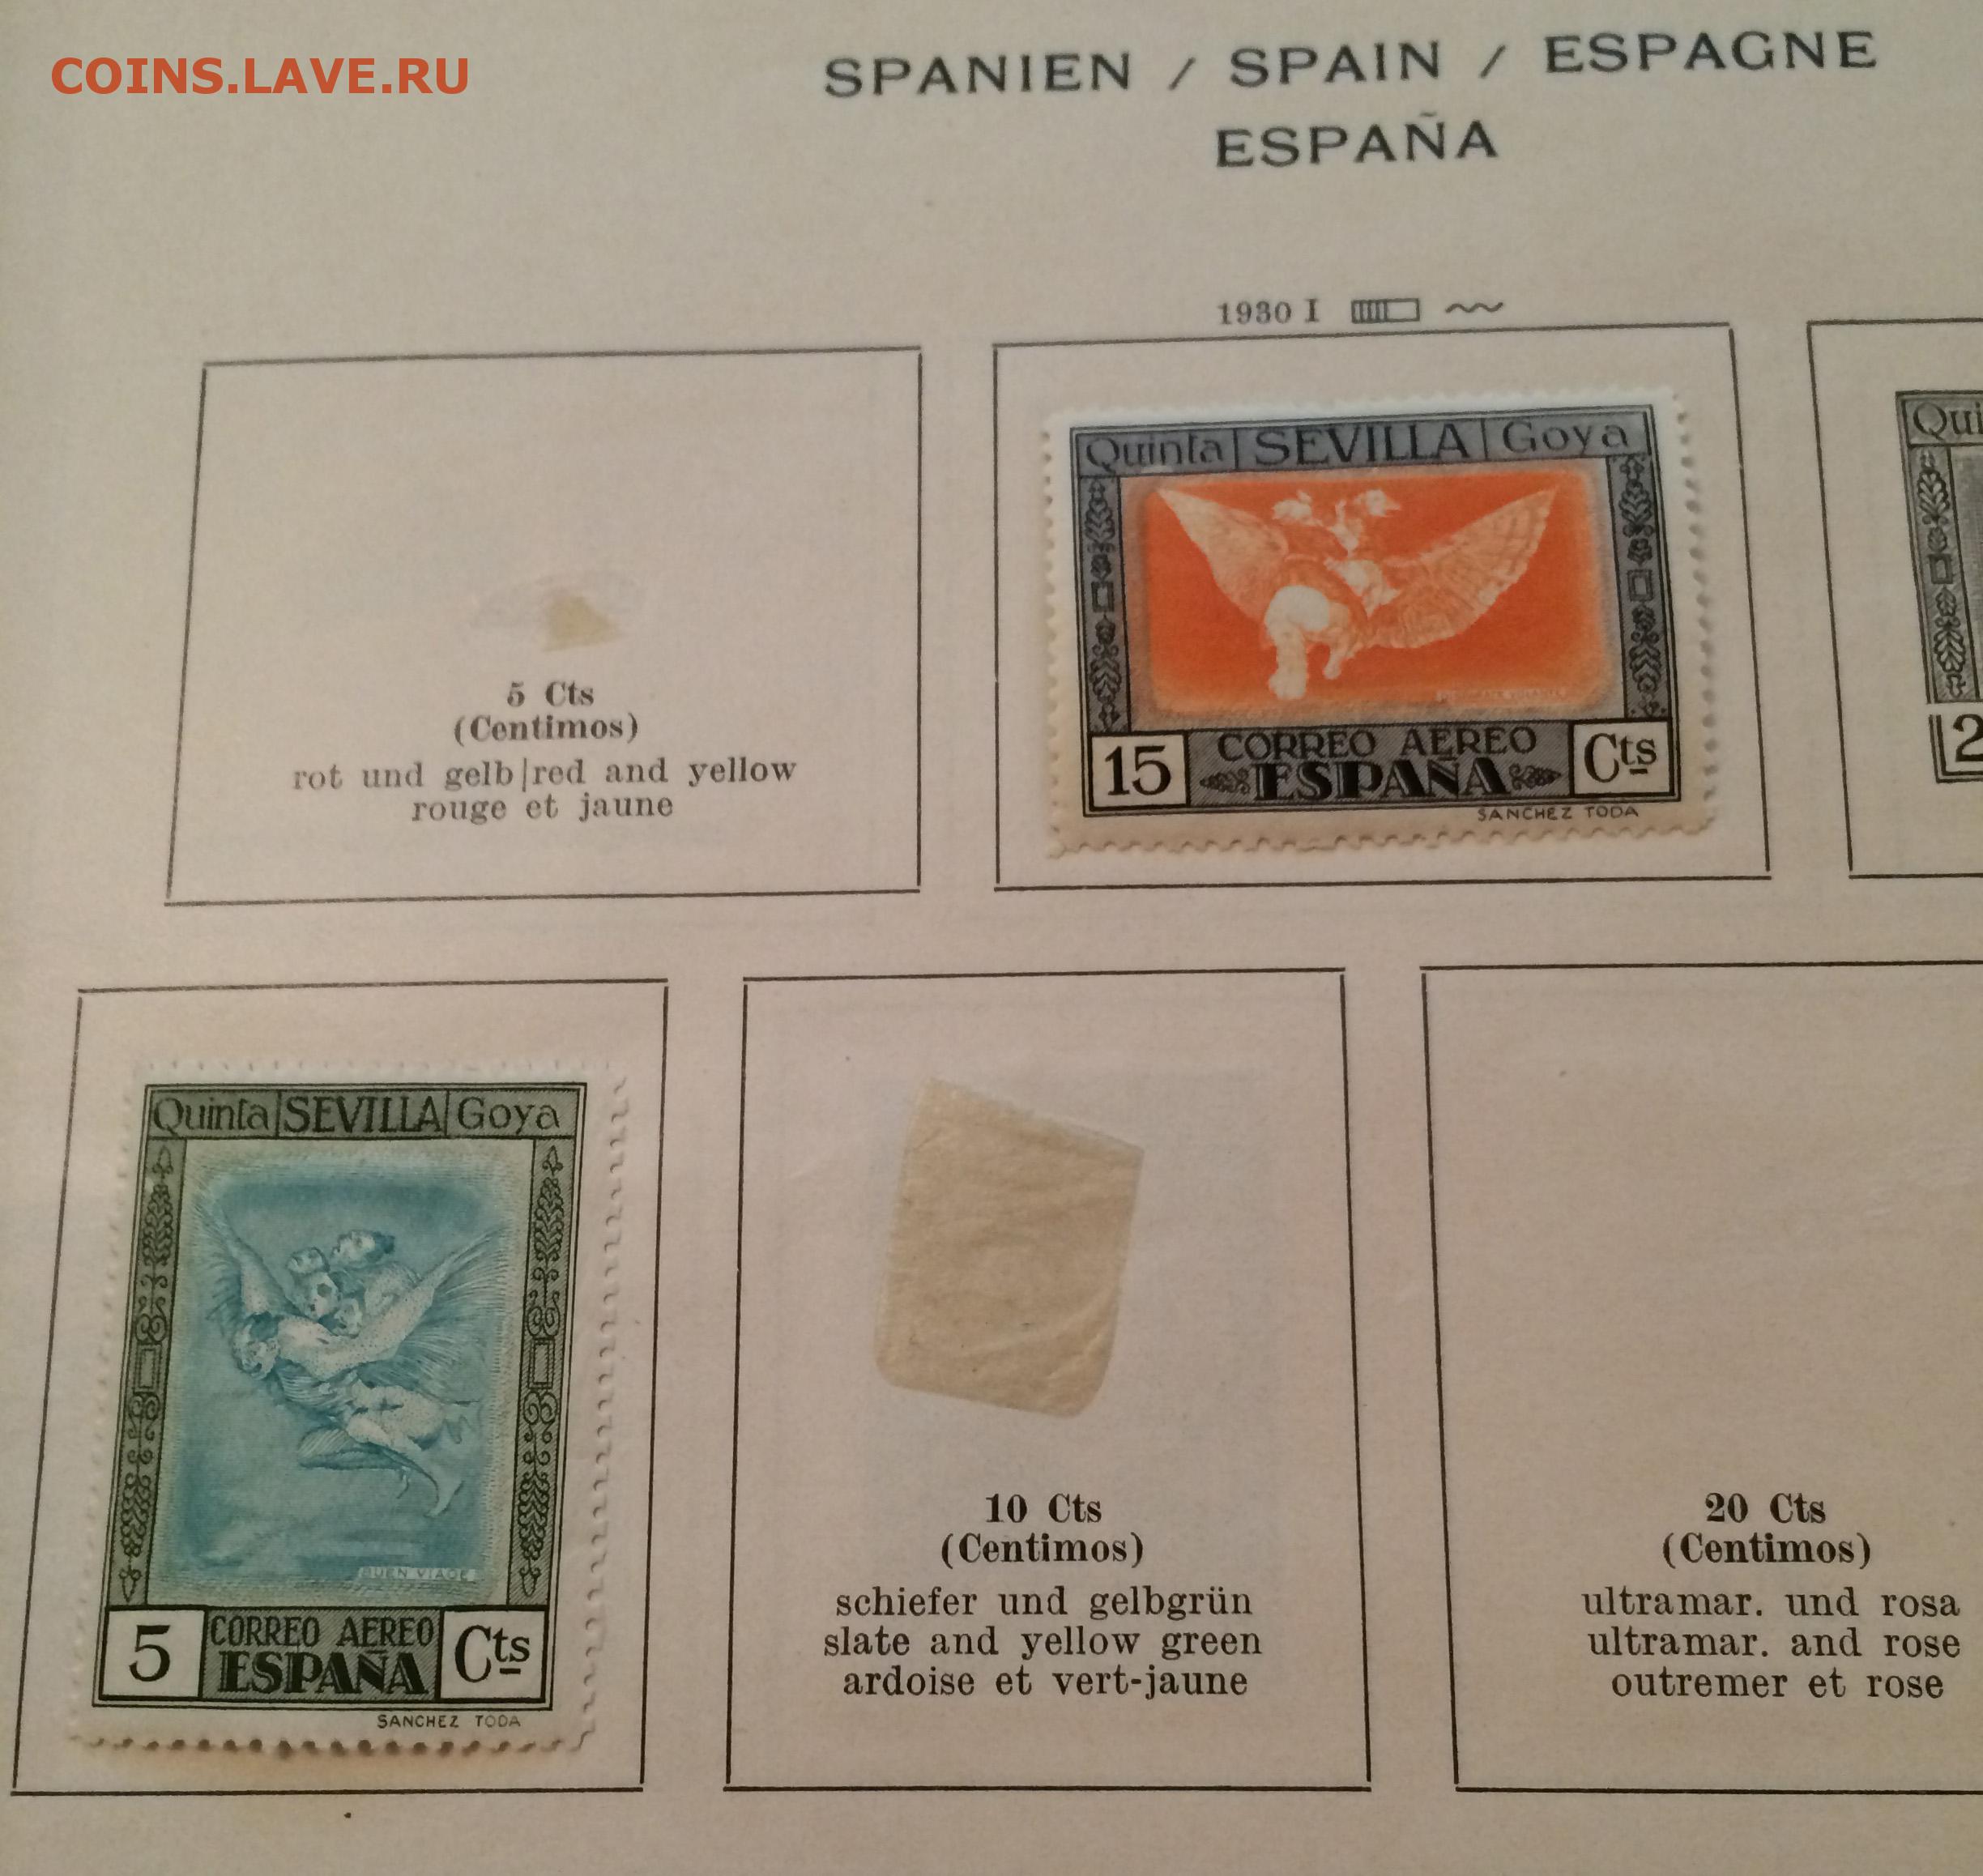 COINS.LAVE.RU
SPANIEN / SPAIN / ESPAGNE
ESPAÑA
1930 I
5 Cts
(Centimos)
rot und gelb|red and yellow
rouge et jaune
Quinta SEVILLA Goya
15 CORREO AEREO Cts
ESPAÑA
SANCHEZ TODA
Qui
2
Quinta SEVILLA Goya
BUEN VIAGE
5 CORREO AEREO Cts
ESPAÑA
SANCHEZ TODA
10 Cts
(Centimos)
schiefer und gelbgrün
slate and yellow green
ardoise et vert-jaune
20 Cts
(Centimos)
ultramar. und rosa
ultramar. and rose
outremer et rose